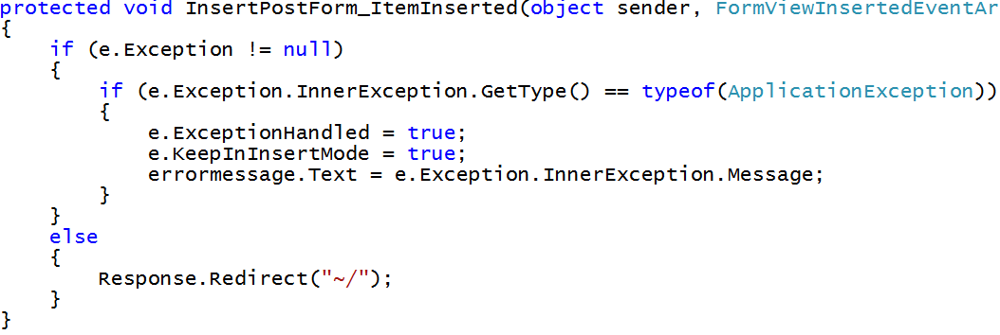 protected void InsertPostForm_ItemInserted(object sender, FormViewInsertedEventAr
{
    if (e.Exception != null)
    {
        if (e.Exception.InnerException.GetType() == typeof(ApplicationException))
        {
            e.ExceptionHandled = true;
            e.KeepInInsertMode = true;
            errormessage.Text = e.Exception.InnerException.Message;
        }
    }
    else
    {
        Response.Redirect("~/");
    }
}